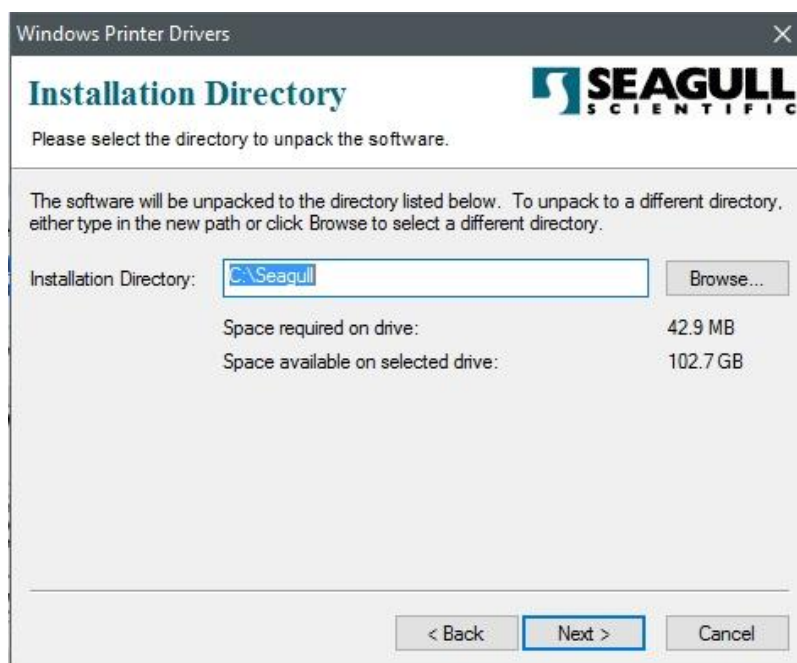 Windows Printer Drivers
Installation Directory
SEAGULL
SCIENTIFIC
Please select the directory to unpack the software.
The software will be unpacked to the directory listed below. To unpack to a different directory,
either type in the new path or click Browse to select a different directory.
Installation Directory: C:\Seagull Browse...
Space required on drive: 42.9 MB
Space available on selected drive: 102.7 GB
< Back Next > Cancel